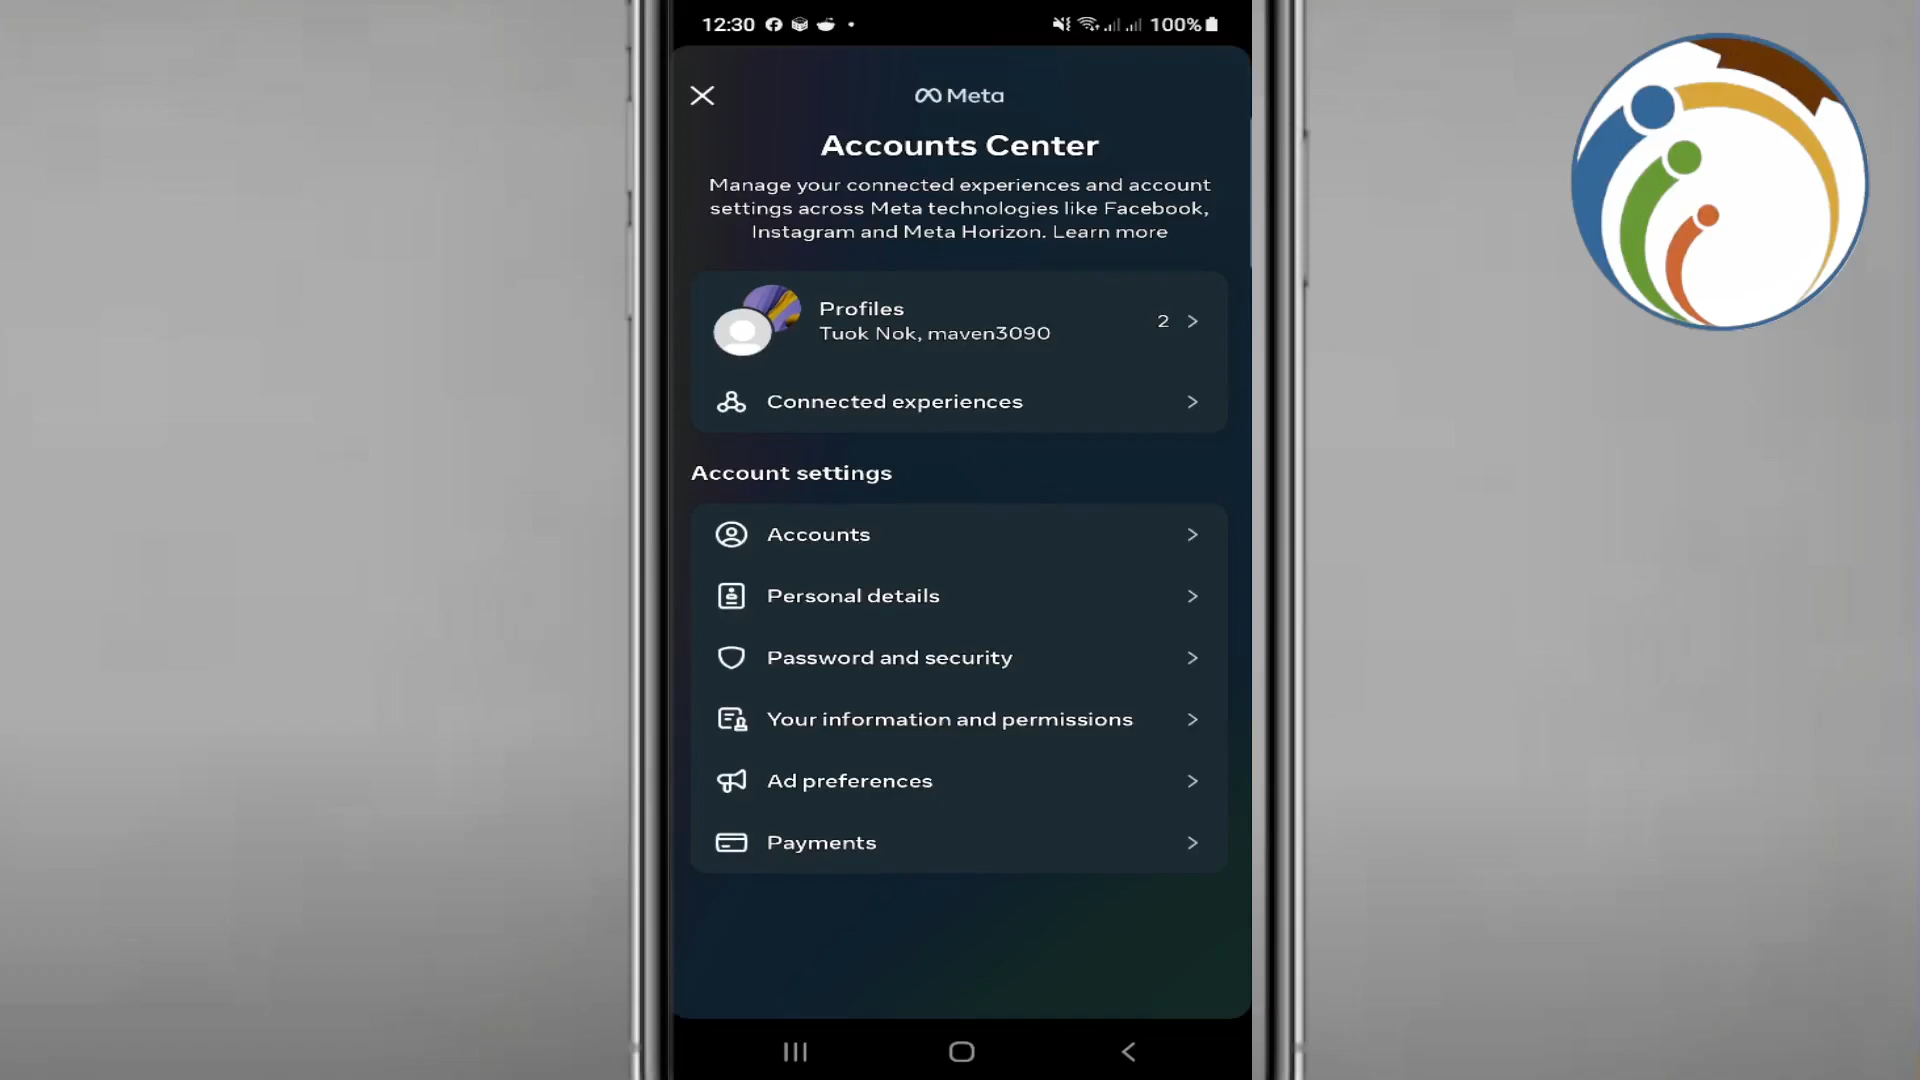 12:30
100%
Meta
Accounts Center
Manage your connected experiences and account
settings across Meta technologies like Facebook,
Instagram and Meta Horizon. Learn more
Profiles
Tuok Nok, maven3090
2
Connected experiences
Account settings
Accounts
Personal details
Password and security
Your information and permissions
Ad preferences
Payments